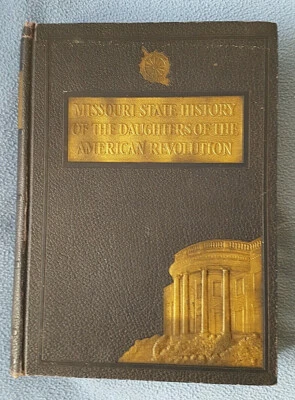 MISSOURI STATE HISTORY
OF THE DAUGHTERS OF THE
AMERICAN REVOLUTION